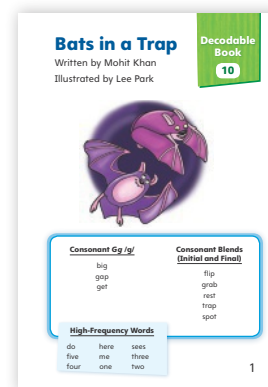 Bats in a Trap
Written by Mohit Khan
Illustrated by Lee Park
Decodable
Book
10
Consonant Gg /g/
big
gap
get
Consonant Blends
(Initial and Final)
flip
grab
rest
trap
spot
High-Frequency Words
do here sees
five me three
four one two
1